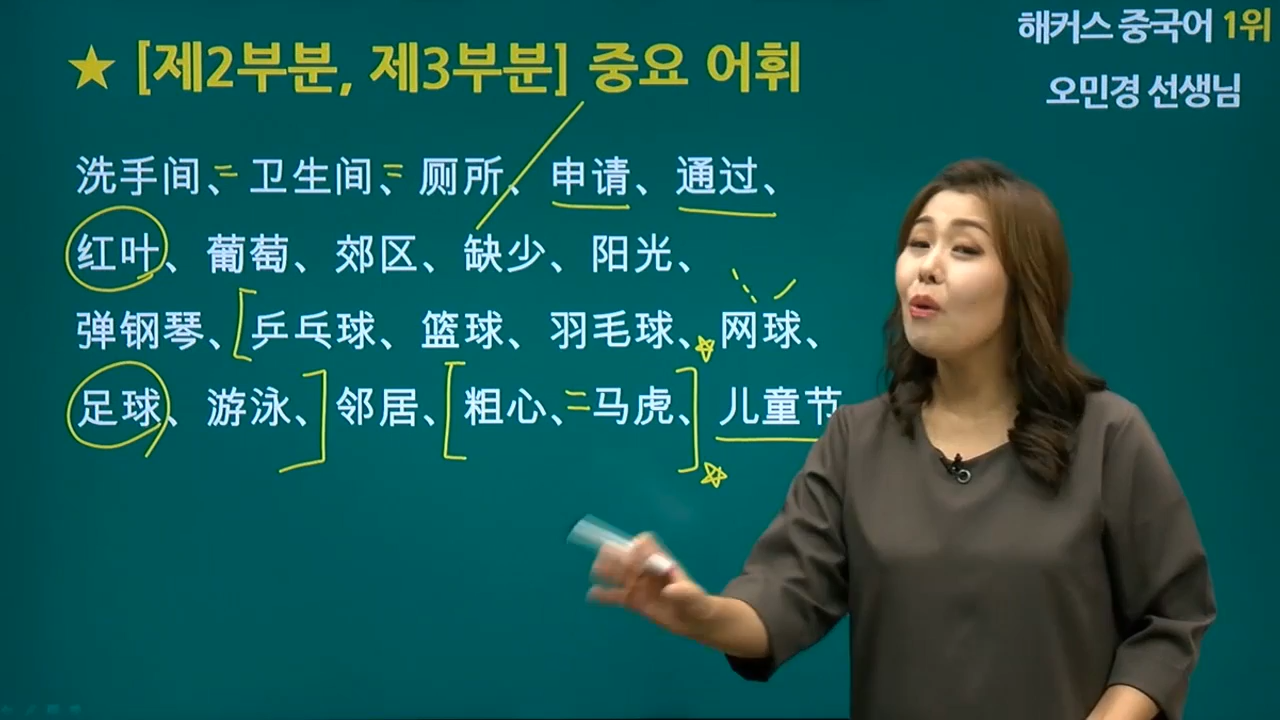 해커스 중국어 1위
오민경 선생님
★ [제2부분, 제3부분] 중요 어휘
洗手间、= 卫生间、= 厕所、申请、通过、
红叶、葡萄、郊区、缺少、阳光、
弹钢琴、[乒乓球、篮球、羽毛球、☆网球、
足球、游泳、] 邻居、[粗心、= 马虎、] ☆ 儿童节